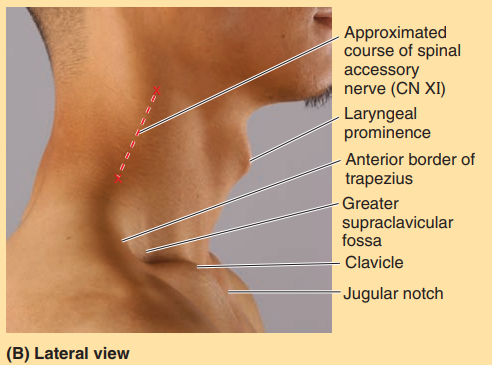 Approximated
course of spinal
accessory
nerve (CN XI)
Laryngeal
prominence
Anterior border of
trapezius
Greater
supraclavicular
fossa
Clavicle
Jugular notch
(B) Lateral view